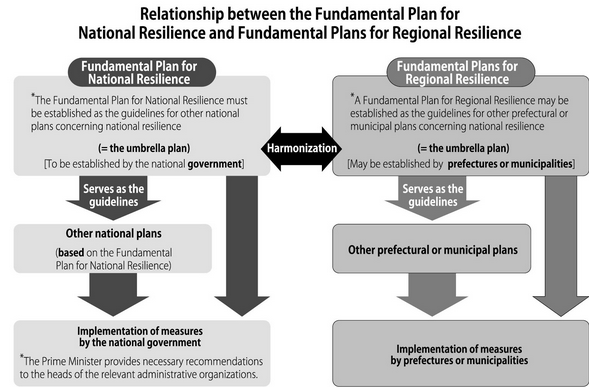 Relationship between the Fundamental Plan for
National Resilience and Fundamental Plans for Regional Resilience
Fundamental Plan for
National Resilience
*The Fundamental Plan for National Resilience must
be established as the guidelines for other national
plans concerning national resilience
(= the umbrella plan)
[To be established by the national government]
Serves as the
guidelines
Other national plans
(based on the Fundamental
Plan for National Resilience)
Implementation of measures
by the national government
*The Prime Minister provides necessary recommendations
to the heads of the relevant administrative organizations.
Harmonization
Fundamental Plans for
Regional Resilience
*A Fundamental Plan for Regional Resilience may be
established as the guidelines for other prefectural or
municipal plans concerning national resilience
(= the umbrella plan)
[May be established by prefectures or municipalities]
Serves as the
guidelines
Other prefectural or municipal plans
Implementation of measures
by prefectures or municipalities